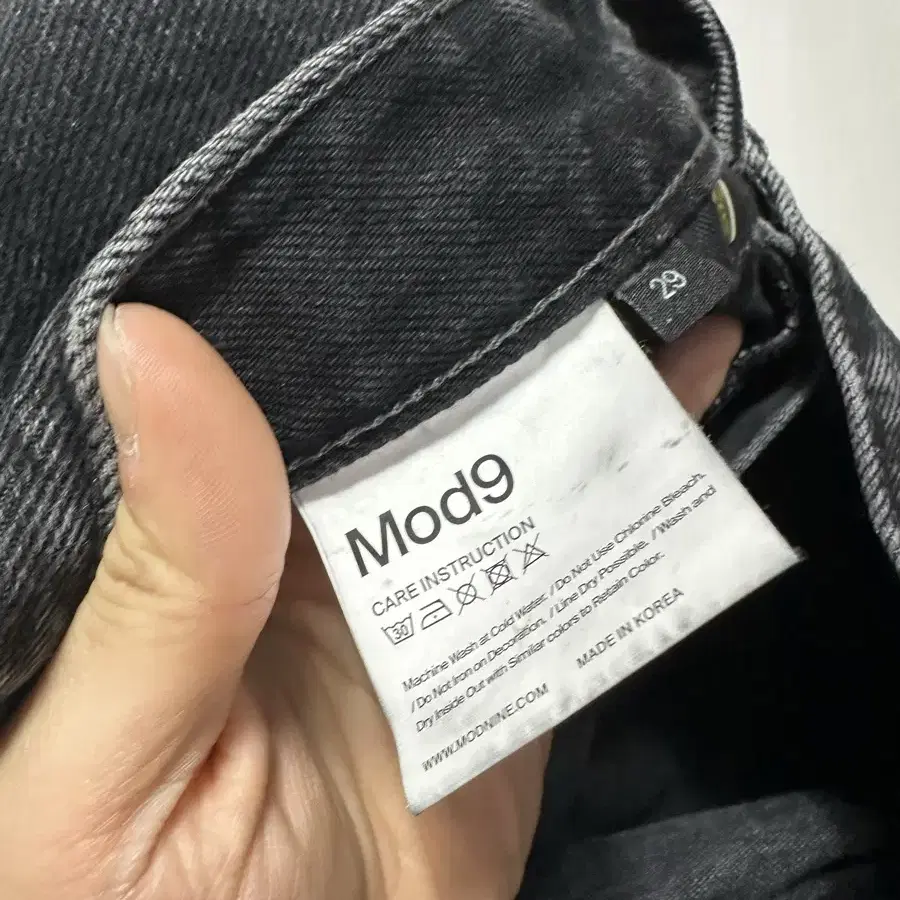 29
Mod9
CARE INSTRUCTION
30
Machine Wash at Cold Water. / Do Not Use Chlorine Bleach.
/ Do Not Iron on Decoration. / Line Dry Possible. / Wash and
Dry Inside Out with Similar colors to Retain Color.
WWW.MODNINE.COM MADE IN KOREA